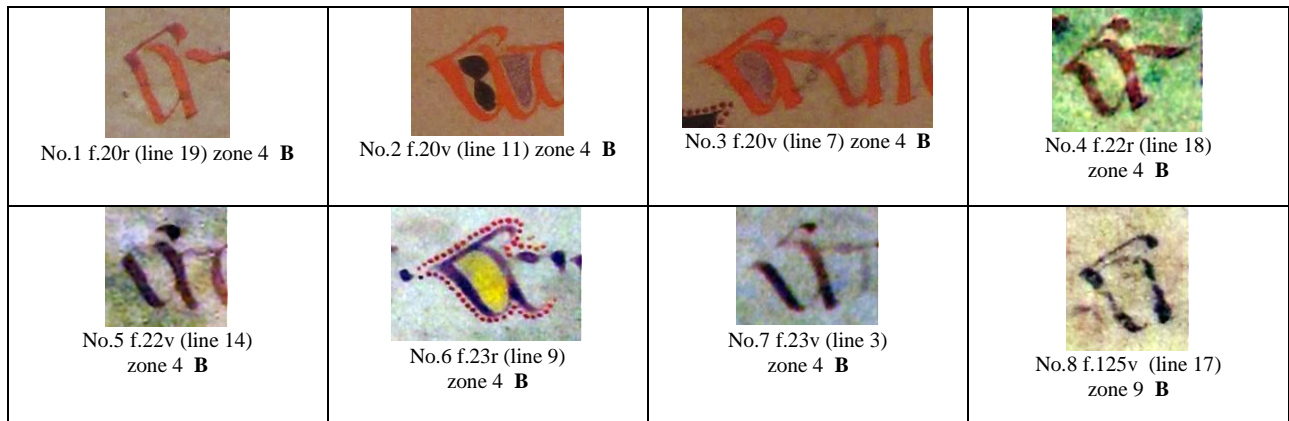 No.1 f.20r (line 19) zone 4 B
No.2 f.20v (line 11) zone 4 B
No.3 f.20v (line 7) zone 4 B
No.4 f.22r (line 18)
zone 4 B
No.5 f.22v (line 14)
zone 4 B
No.6 f.23r (line 9)
zone 4 B
No.7 f.23v (line 3)
zone 4 B
No.8 f.125v (line 17)
zone 9 B